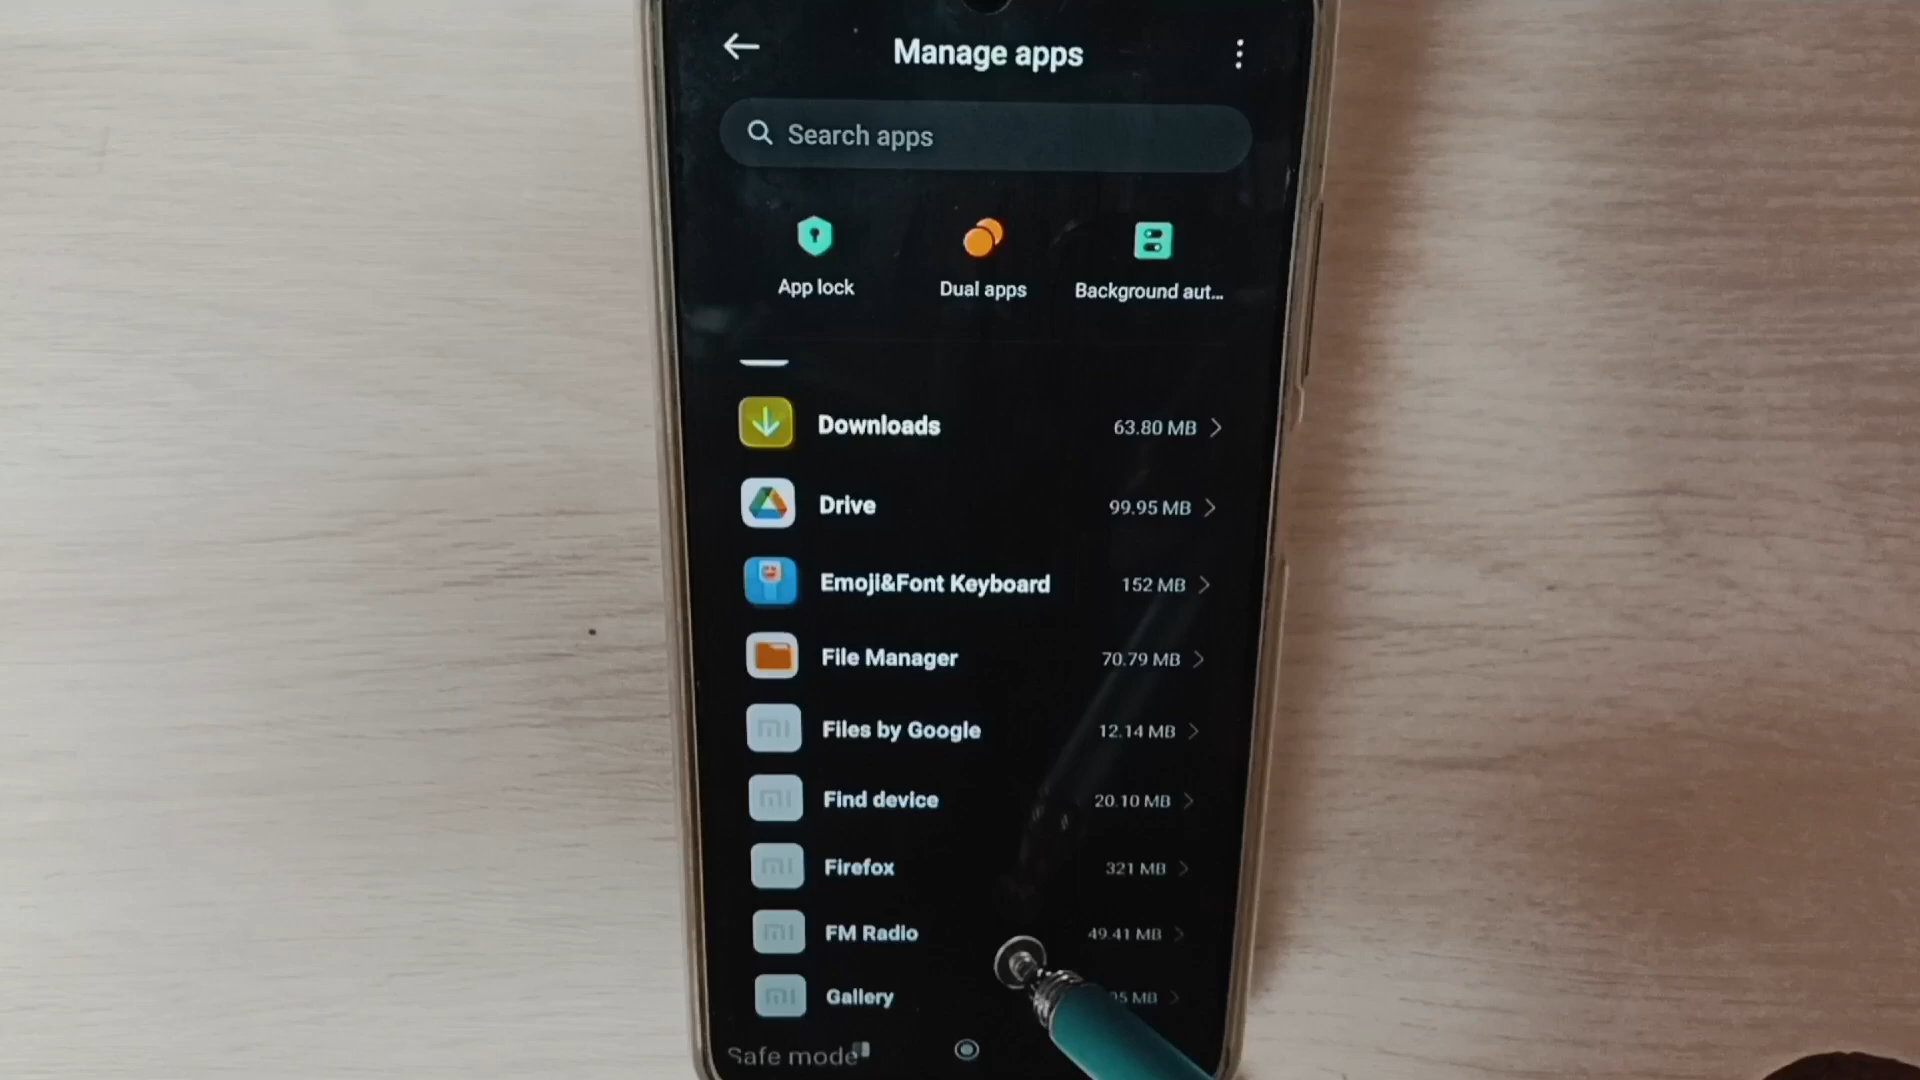 Manage apps
Search apps
App lock
Dual apps
Background aut...
Downloads 63.80 MB
Drive 99.95 MB
Emoji&Font Keyboard 152 MB
File Manager 70.79 MB
Files by Google 12.14 MB
Find device 20.10 MB
Firefox 321 MB
FM Radio 49.41 MB
Gallery MB
Safe mode